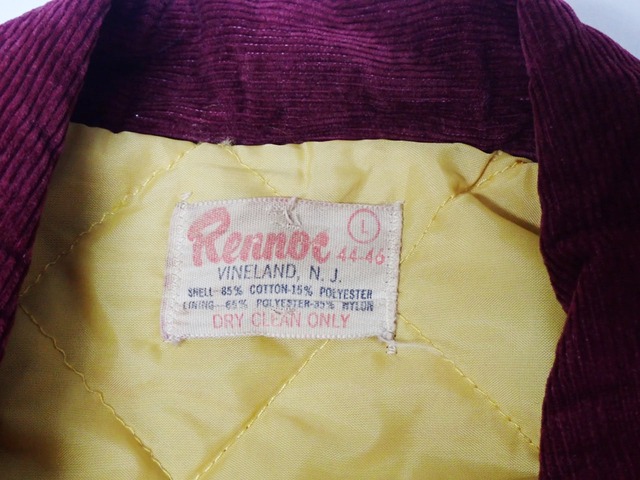 Rennoc
L
44-46
VINELAND, N. J.
SHELL-85% COTTON-15% POLYESTER
LINING-65% POLYESTER-35% NYLON
DRY CLEAN ONLY